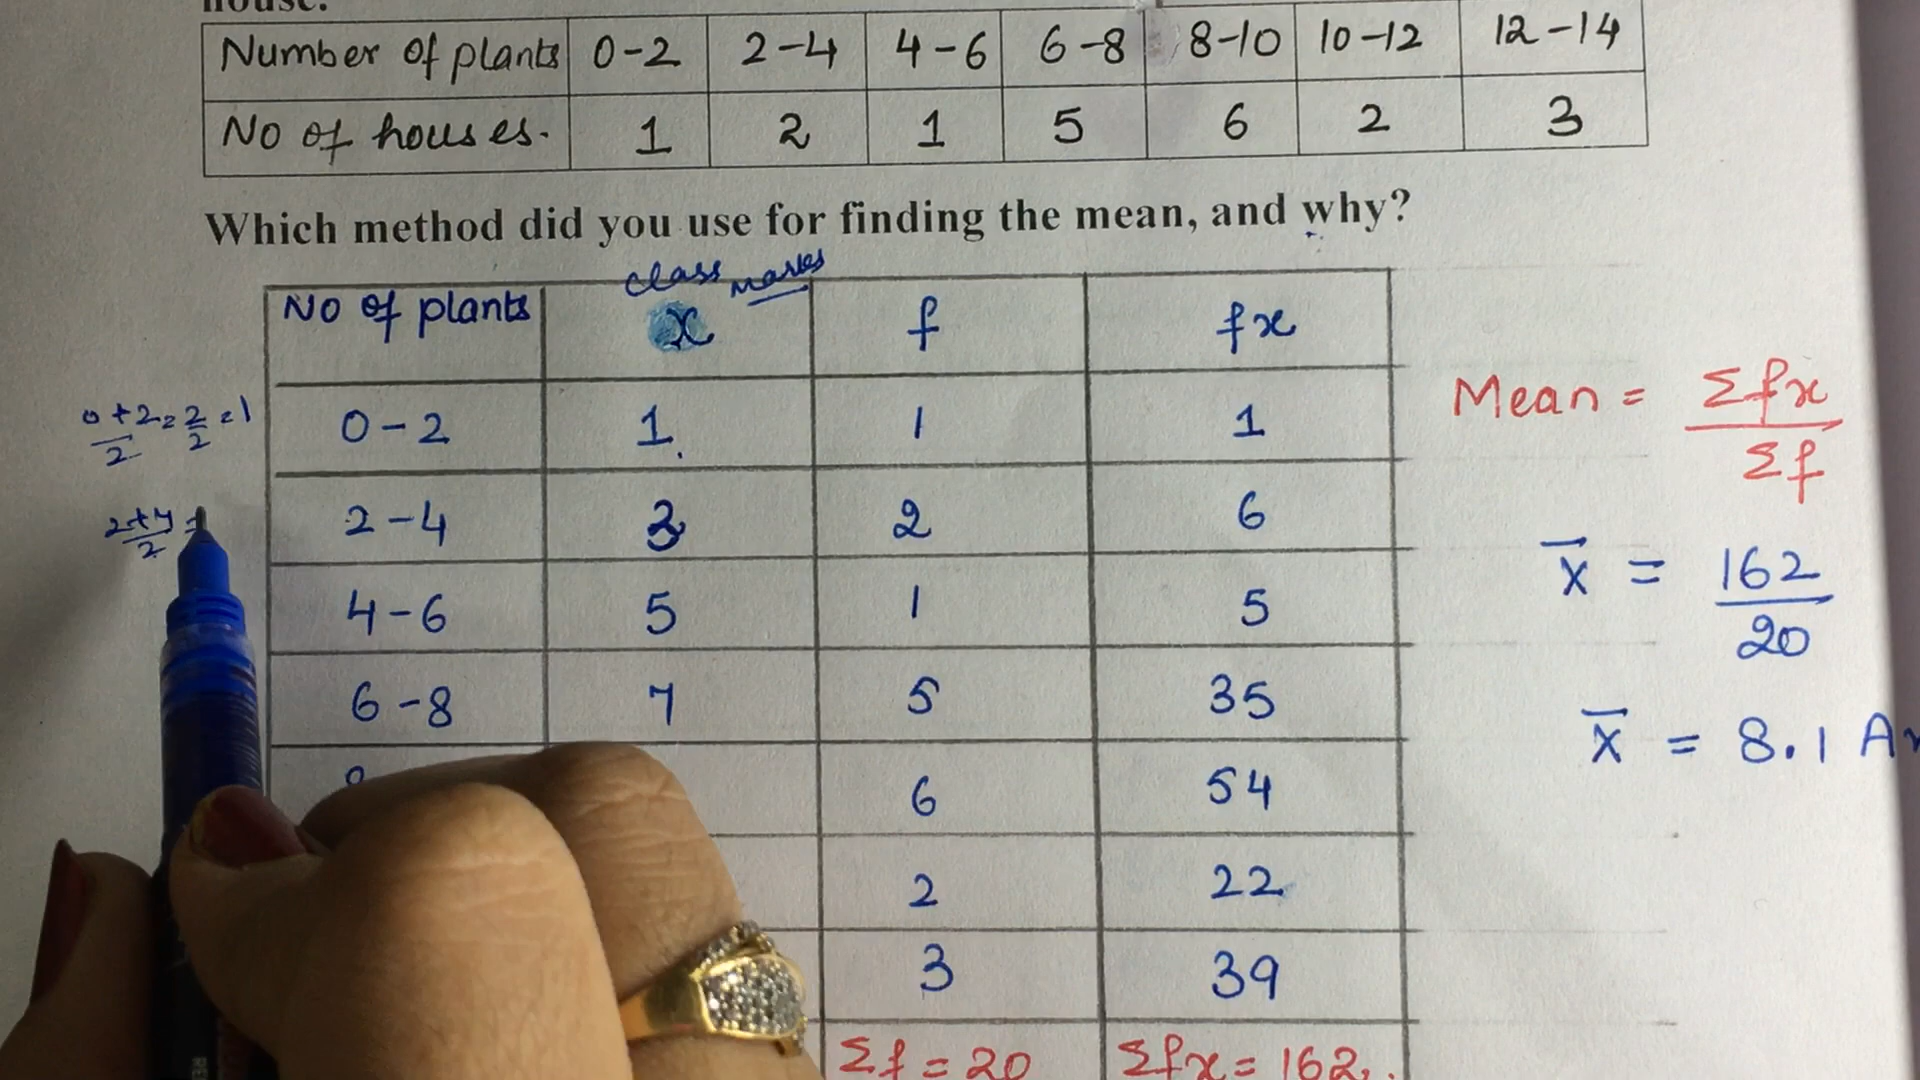 house.
Number of plants 0-2 2-4 4-6 6-8 8-10 10-12 12-14
No of houses. 1 2 1 5 6 2 3
Which method did you use for finding the mean, and why?
class marks
No of plants x f fx
0-2 1 1 1
2-4 3 2 6
4-6 5 1 5
6-8 7 5 35
6 54
2 22
3 39
Σf = 20 Σfx = 162
0+2/2 = 2/2 = 1
2+4/2 =
Mean = Σfx/Σf
x̄ = 162/20
x̄ = 8.1